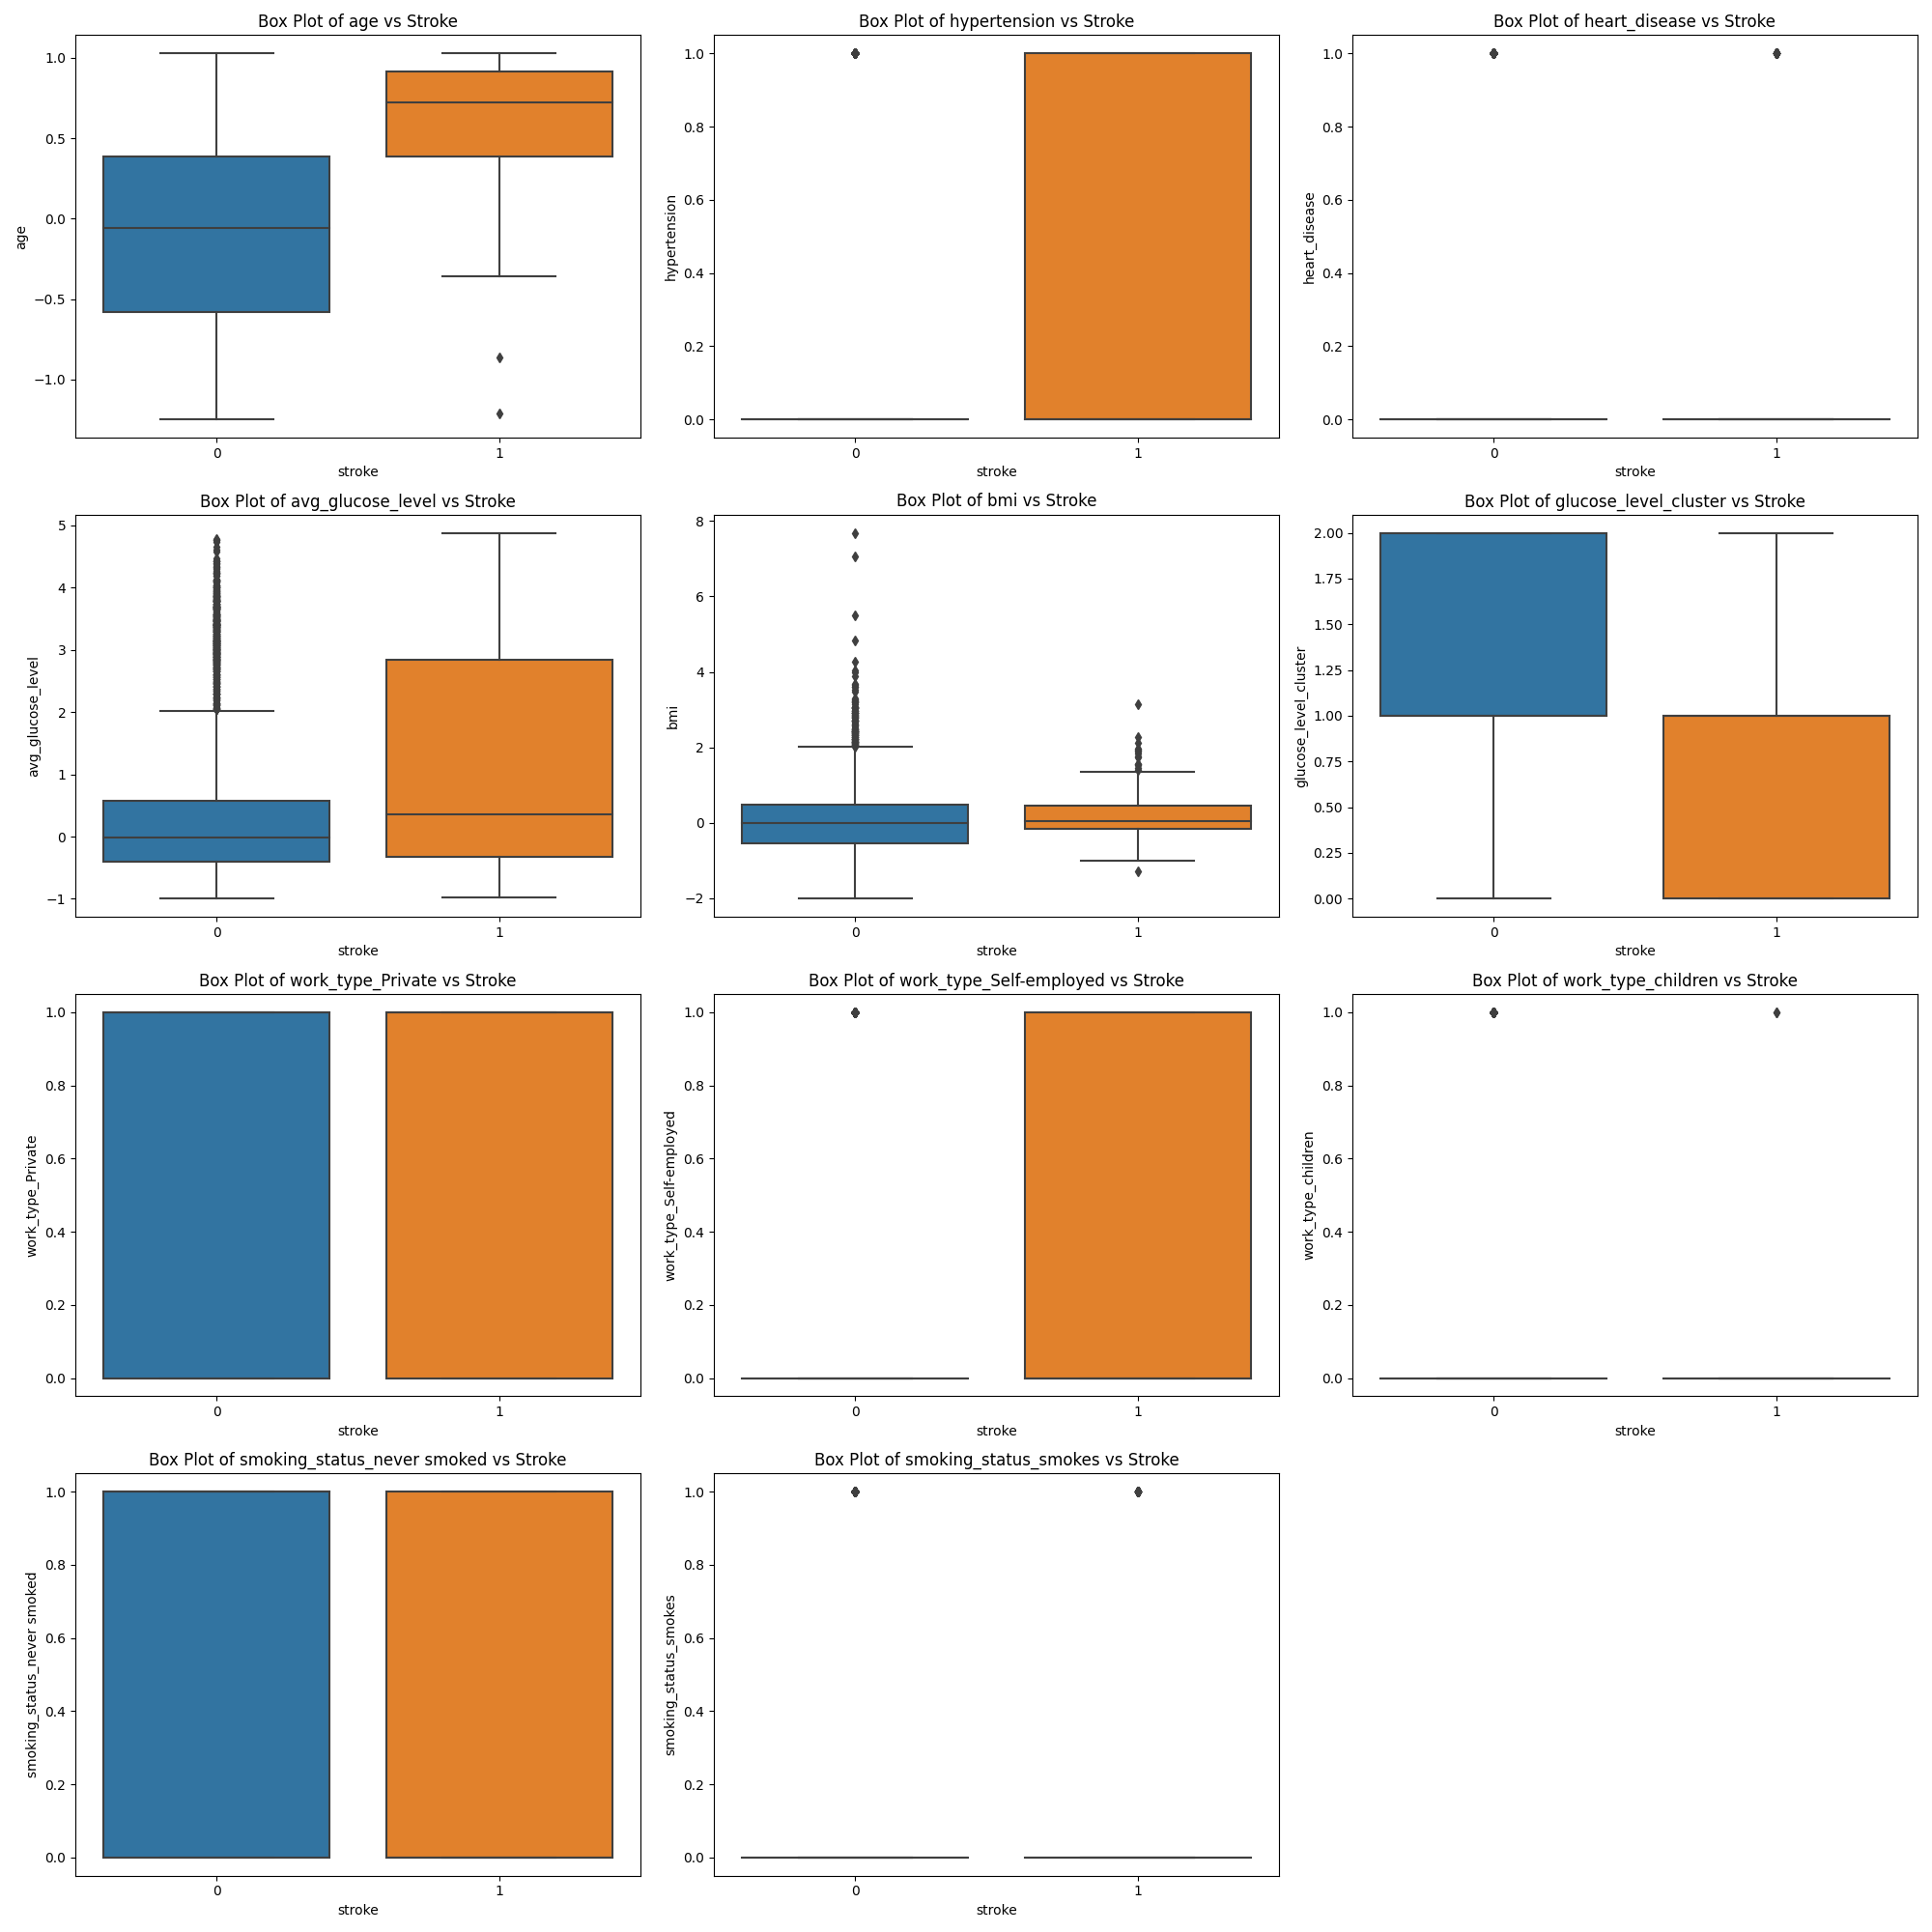 Box Plot of age vs Stroke
1.0
0.5
0.0
−0.5
−1.0
age
0
1
stroke
Box Plot of hypertension vs Stroke
1.0
0.8
0.6
0.4
0.2
0.0
hypertension
0
1
stroke
Box Plot of heart_disease vs Stroke
1.0
0.8
0.6
0.4
0.2
0.0
heart_disease
0
1
stroke
Box Plot of avg_glucose_level vs Stroke
5
4
3
2
1
0
−1
avg_glucose_level
0
1
stroke
Box Plot of bmi vs Stroke
8
6
4
2
0
−2
bmi
0
1
stroke
Box Plot of glucose_level_cluster vs Stroke
2.00
1.75
1.50
1.25
1.00
0.75
0.50
0.25
0.00
glucose_level_cluster
0
1
stroke
Box Plot of work_type_Private vs Stroke
1.0
0.8
0.6
0.4
0.2
0.0
work_type_Private
0
1
stroke
Box Plot of work_type_Self-employed vs Stroke
1.0
0.8
0.6
0.4
0.2
0.0
work_type_Self-employed
0
1
stroke
Box Plot of work_type_children vs Stroke
1.0
0.8
0.6
0.4
0.2
0.0
work_type_children
0
1
stroke
Box Plot of smoking_status_never smoked vs Stroke
1.0
0.8
0.6
0.4
0.2
0.0
smoking_status_never smoked
0
1
stroke
Box Plot of smoking_status_smokes vs Stroke
1.0
0.8
0.6
0.4
0.2
0.0
smoking_status_smokes
0
1
stroke